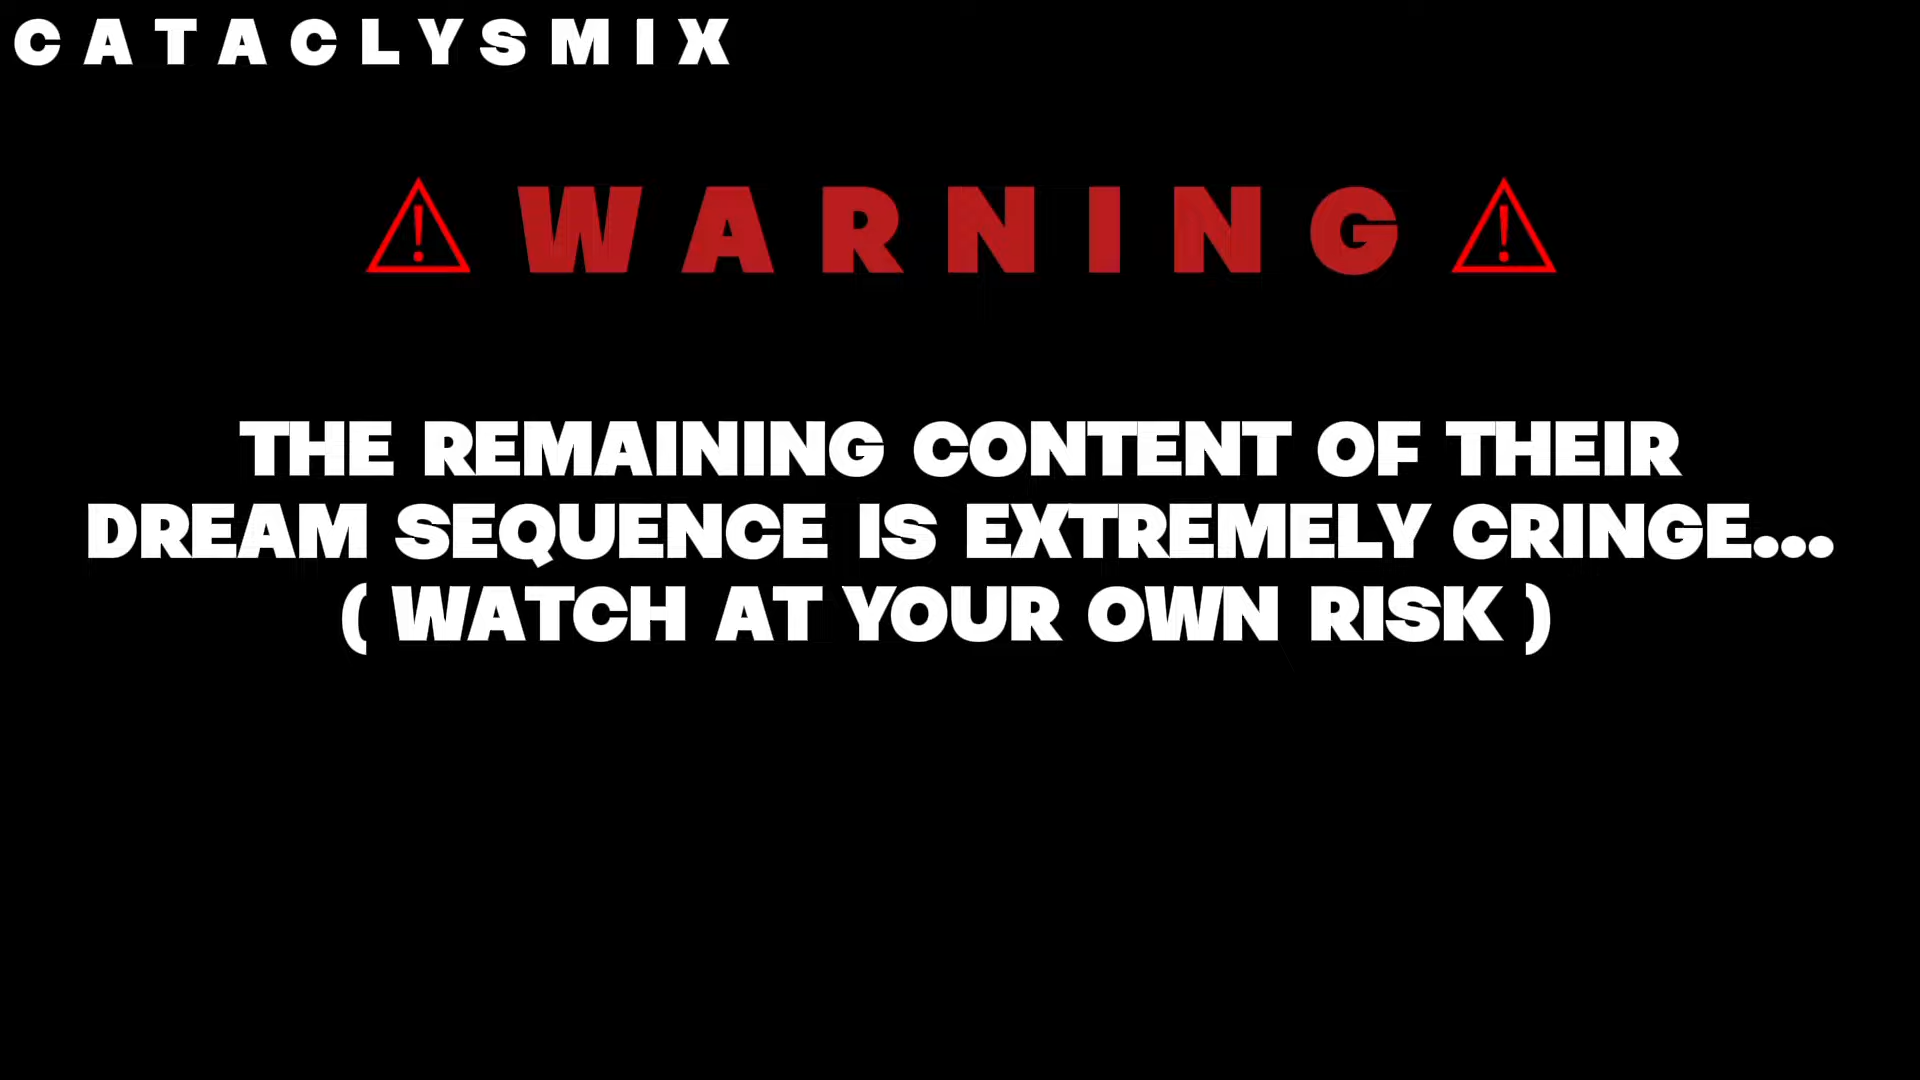 CATACLYSMIX
⚠ WARNING ⚠
THE REMAINING CONTENT OF THEIR
DREAM SEQUENCE IS EXTREMELY CRINGE...
( WATCH AT YOUR OWN RISK )